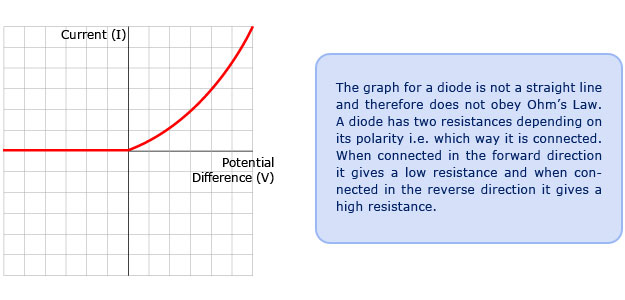 Current (I)
Potential
Difference (V)
The graph for a diode is not a straight line
and therefore does not obey Ohm's Law.
A diode has two resistances depending on
its polarity i.e. which way it is connected.
When connected in the forward direction
it gives a low resistance and when con-
nected in the reverse direction it gives a
high resistance.